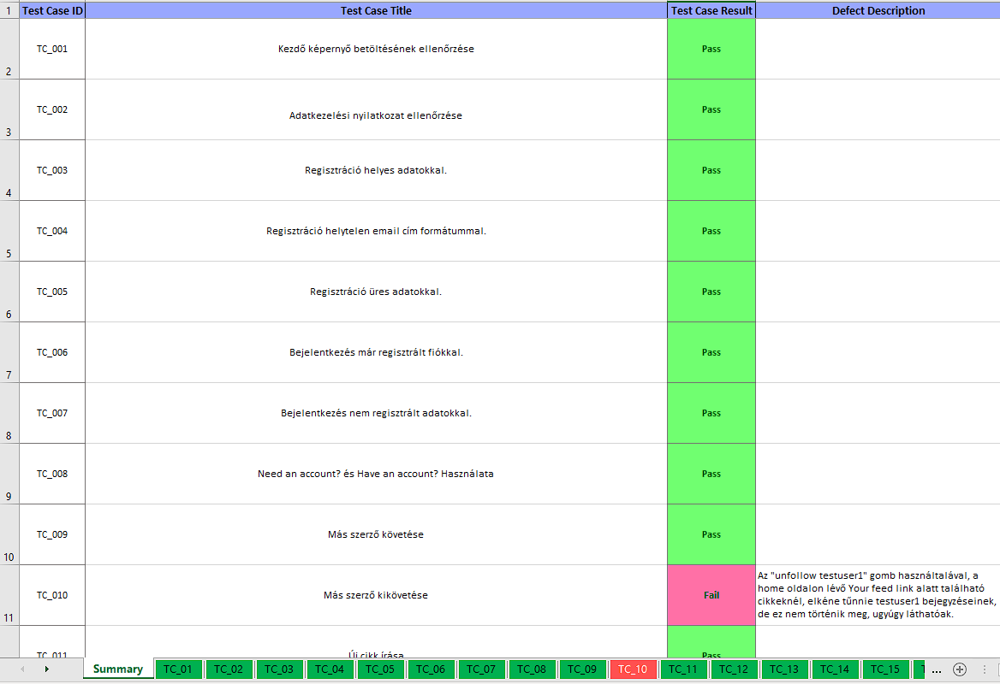 1 Test Case ID Test Case Title Test Case Result Defect Description
TC_001 Kezdő képernyő betöltésének ellenőrzése Pass
2
TC_002 Adatkezelési nyilatkozat ellenőrzése Pass
3
TC_003 Regisztráció helyes adatokkal. Pass
4
TC_004 Regisztráció helytelen email cím formátummal. Pass
5
TC_005 Regisztráció üres adatokkal. Pass
6
TC_006 Bejelentkezés már regisztrált fiókkal. Pass
7
TC_007 Bejelentkezés nem regisztrált adatokkal. Pass
8
TC_008 Need an account? és Have an account? Használata Pass
9
TC_009 Más szerző követése Pass
10
TC_010 Más szerző kikövetése Fail
Az "unfollow testuser1" gomb használtalával, a
home oldalon lévő Your feed link alatt található
cikkeknél, elkéne tűnnie testuser1 bejegyzéseinek,
de ez nem történik meg, ugyúgy láthatóak.
11
TC_011 Új cikk írása Pass
Summary TC_01 TC_02 TC_03 TC_04 TC_05 TC_06 TC_07 TC_08 TC_09 TC_10 TC_11 TC_12 TC_13 TC_14 TC_15 ...